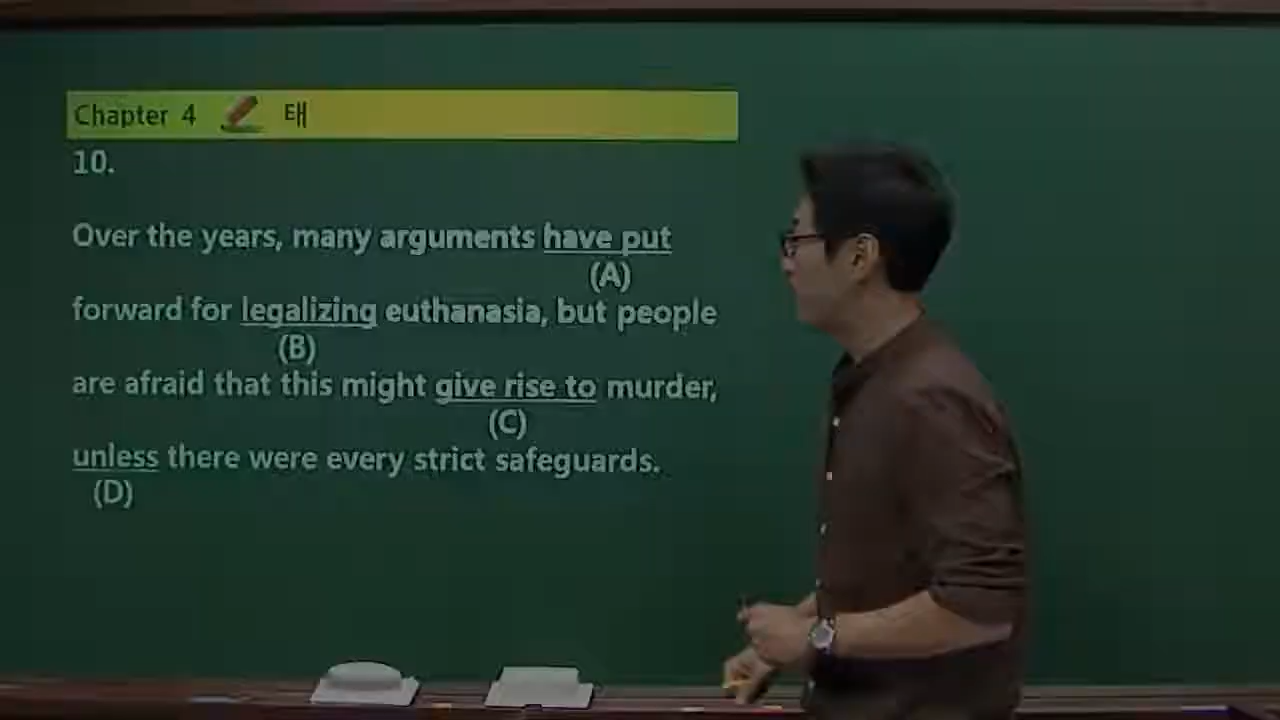 Chapter 4 태
10.
Over the years, many arguments have put
(A)
forward for legalizing euthanasia, but people
(B)
are afraid that this might give rise to murder,
(C)
unless there were every strict safeguards.
(D)